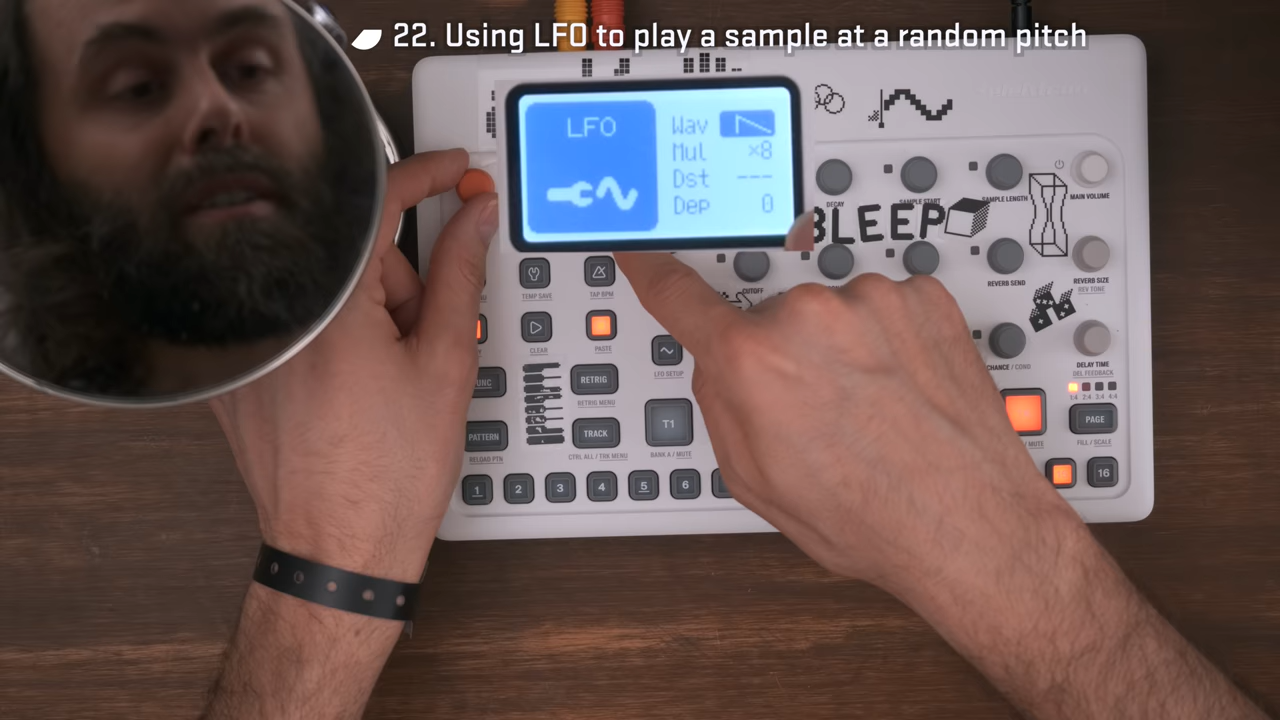 22. Using LFO to play a sample at a random pitch
LFO
Wav
Mul ×8
Dst ---
Dep 0
DECAY
SAMPLE START
SAMPLE LENGTH
MAIN VOLUME
BLEEP
TEMP SAVE
TAP BPM
CUTOFF
REVERB SEND
REVERB SIZE
REV TONE
CLEAR
PASTE
LFO SETUP
CHANCE / COND
DELAY TIME
DEL FEEDBACK
1:4 2:4 3:4 4:4
RETRIG
RETRIG MENU
T1
PAGE
PATTERN
TRACK
/ MUTE
FILL / SCALE
RELOAD PTN
CTRL ALL / TRK MENU
BANK A / MUTE
1 2 3 4 5 6
16